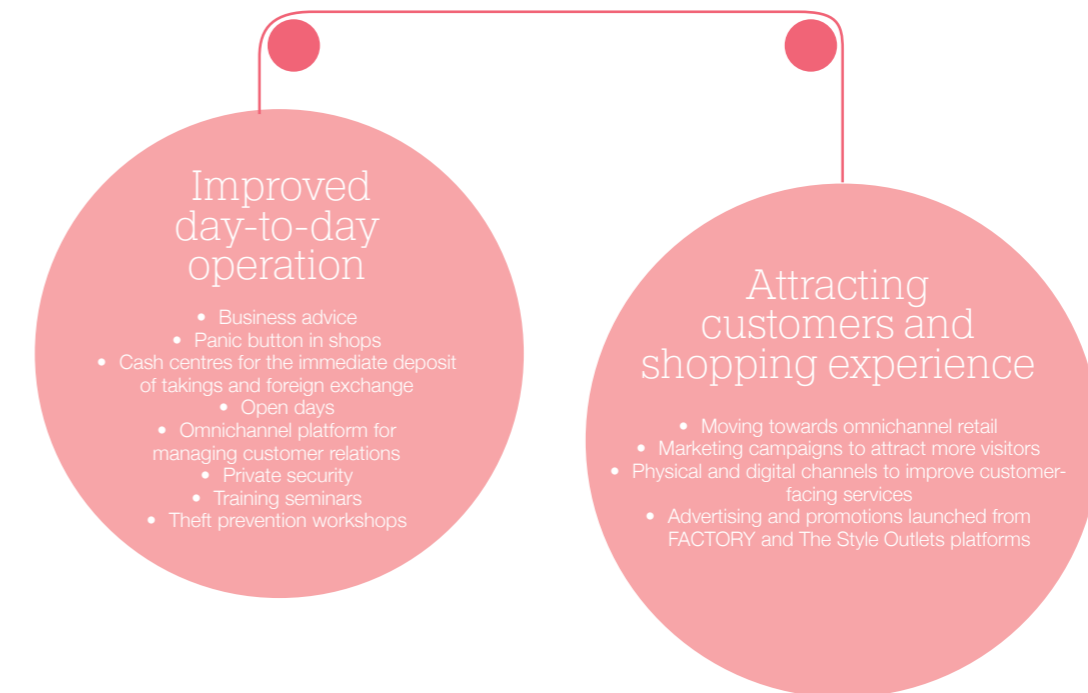 Improved
day-to-day
operation
• Business advice
• Panic button in shops
• Cash centres for the immediate deposit
of takings and foreign exchange
• Open days
• Omnichannel platform for
managing customer relations
• Private security
• Training seminars
• Theft prevention workshops
Attracting
customers and
shopping experience
• Moving towards omnichannel retail
• Marketing campaigns to attract more visitors
• Physical and digital channels to improve customer-
facing services
• Advertising and promotions launched from
FACTORY and The Style Outlets platforms